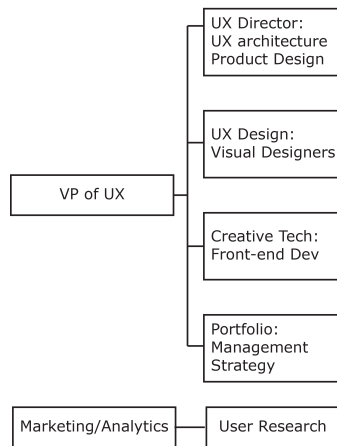 UX Director:
UX architecture
Product Design
UX Design:
Visual Designers
VP of UX
Creative Tech:
Front-end Dev
Portfolio:
Management
Strategy
Marketing/Analytics
User Research